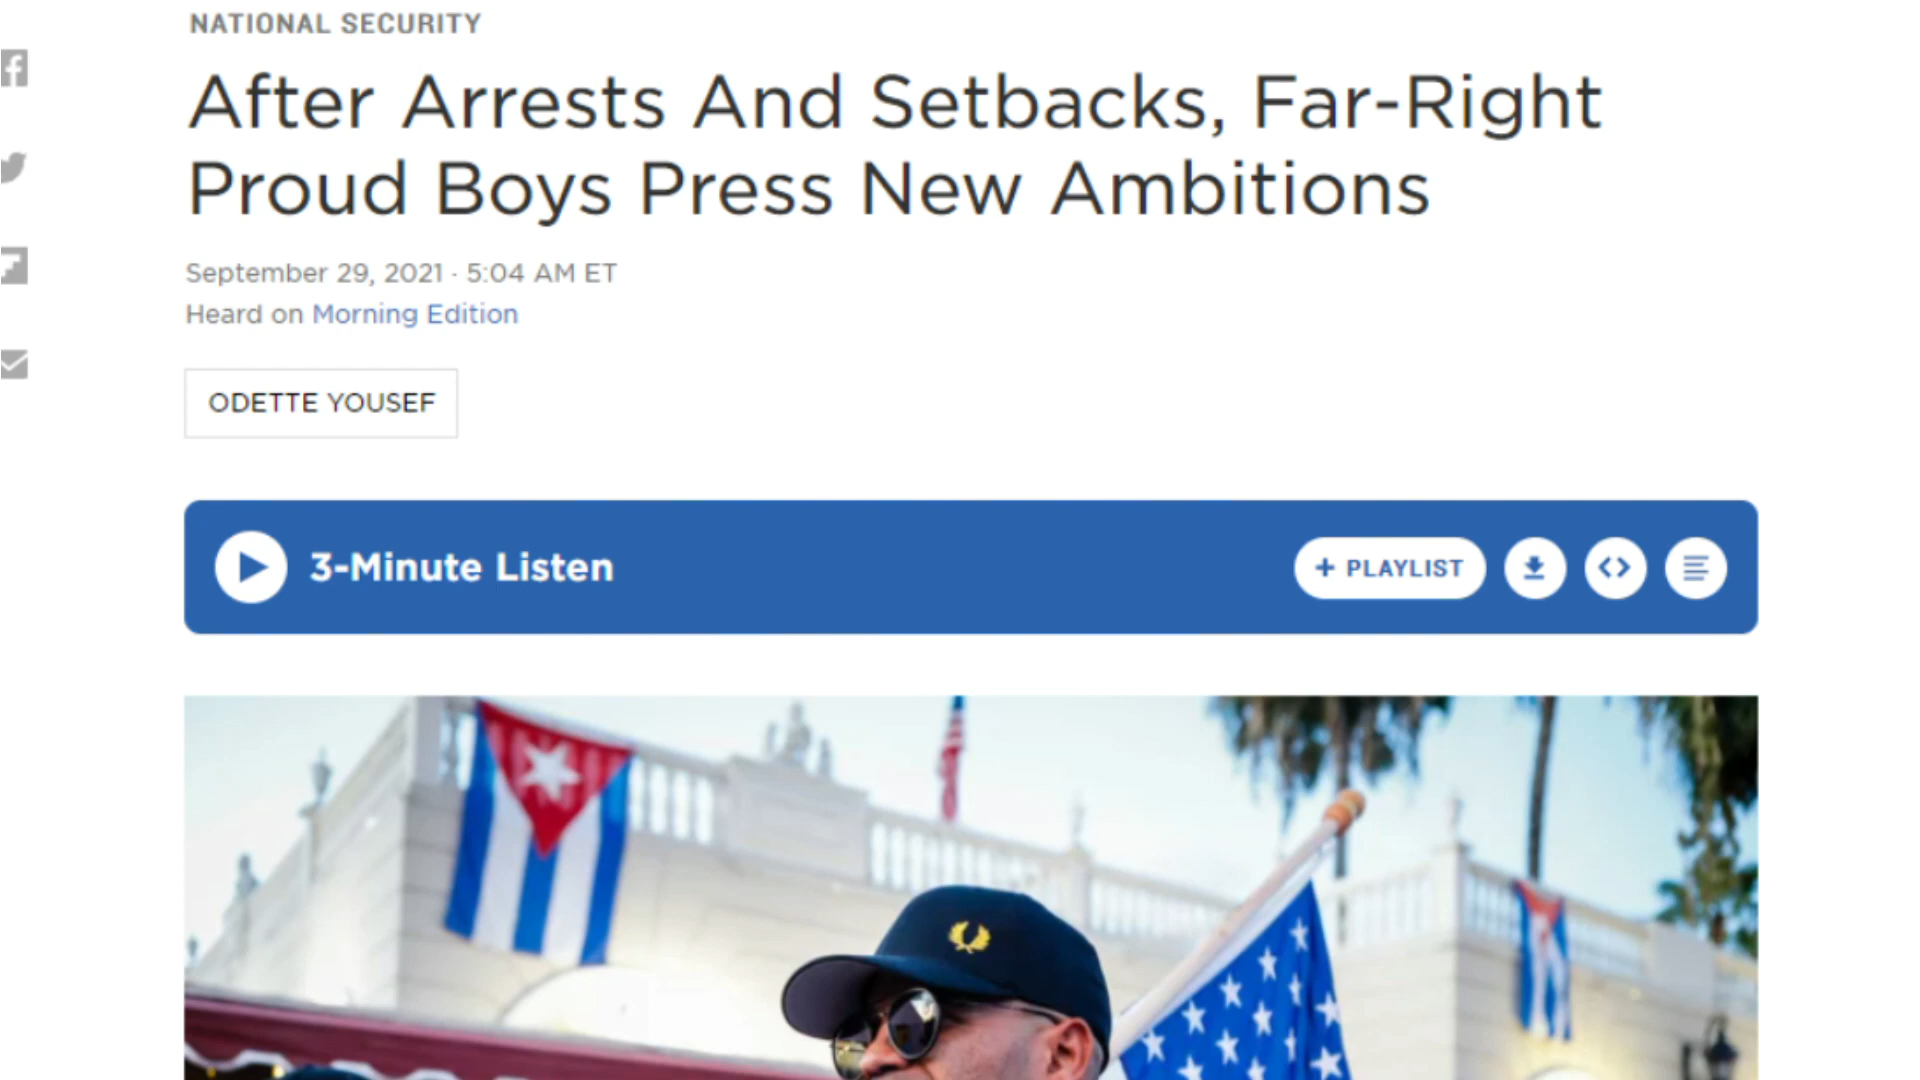 NATIONAL SECURITY
After Arrests And Setbacks, Far-Right
Proud Boys Press New Ambitions
September 29, 2021 · 5:04 AM ET
Heard on Morning Edition
ODETTE YOUSEF
3-Minute Listen
+ PLAYLIST